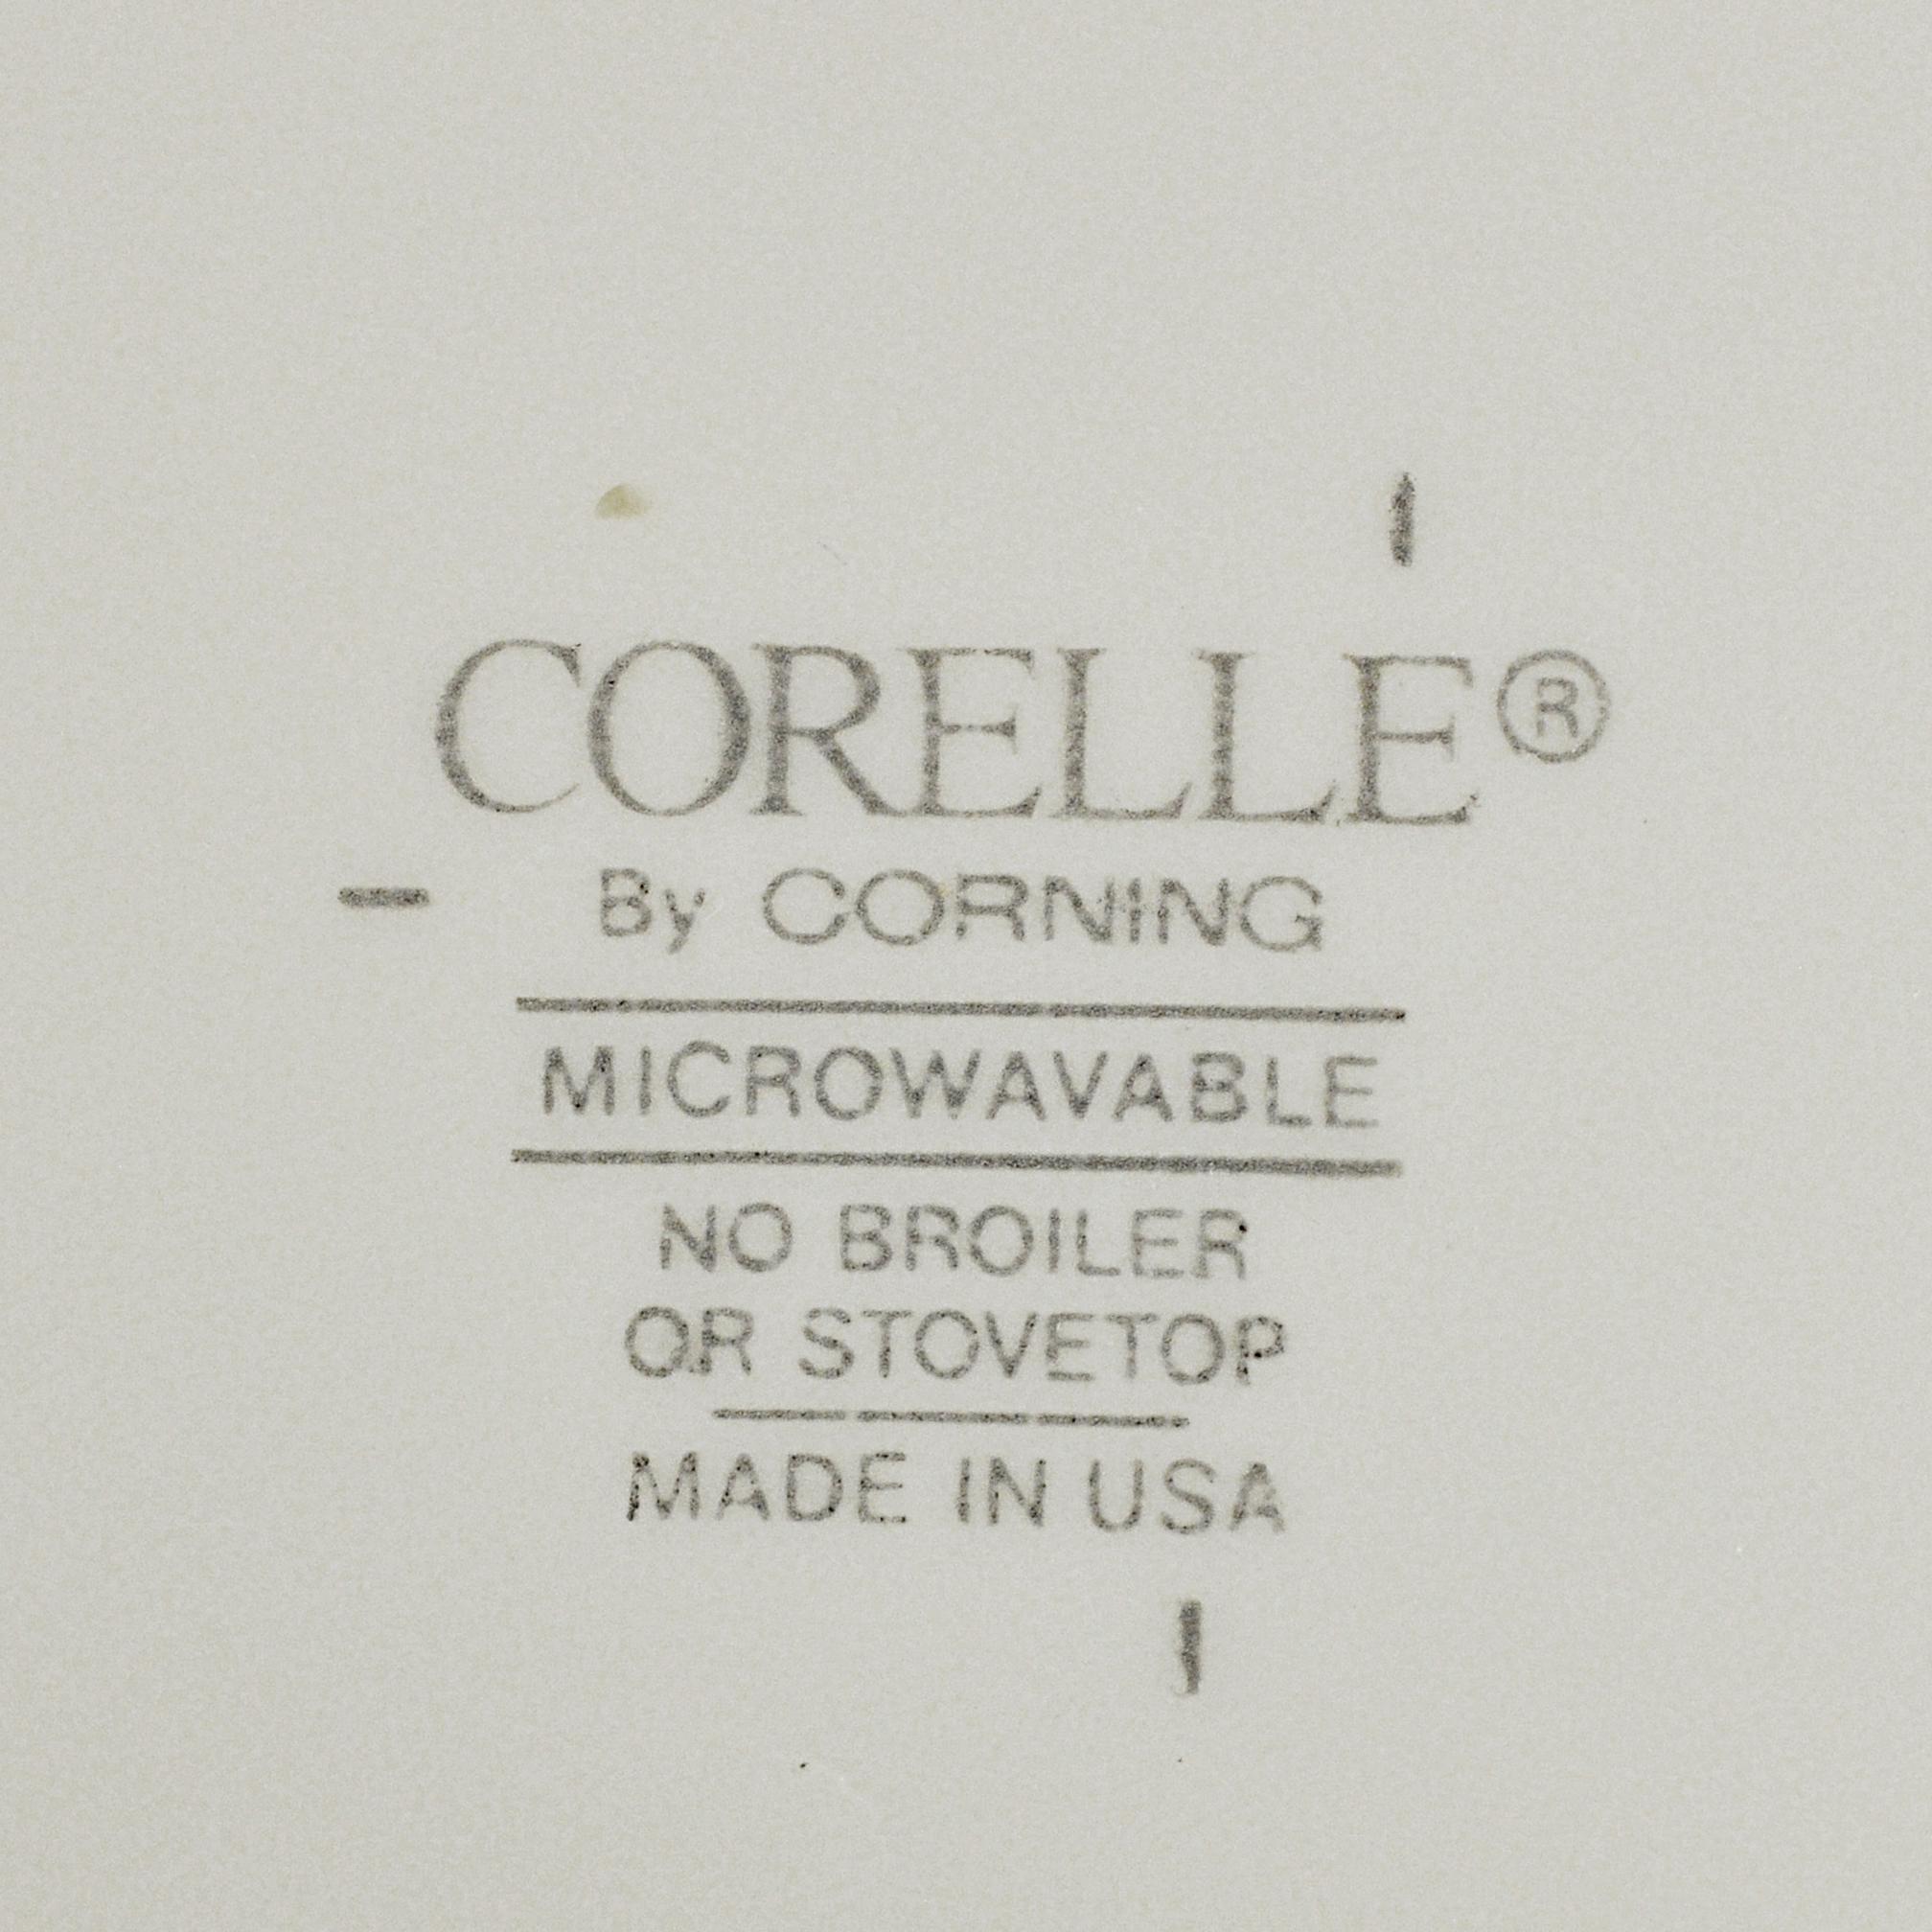 CORELLE®
By CORNING
MICROWAVABLE
NO BROILER
OR STOVETOP
MADE IN USA